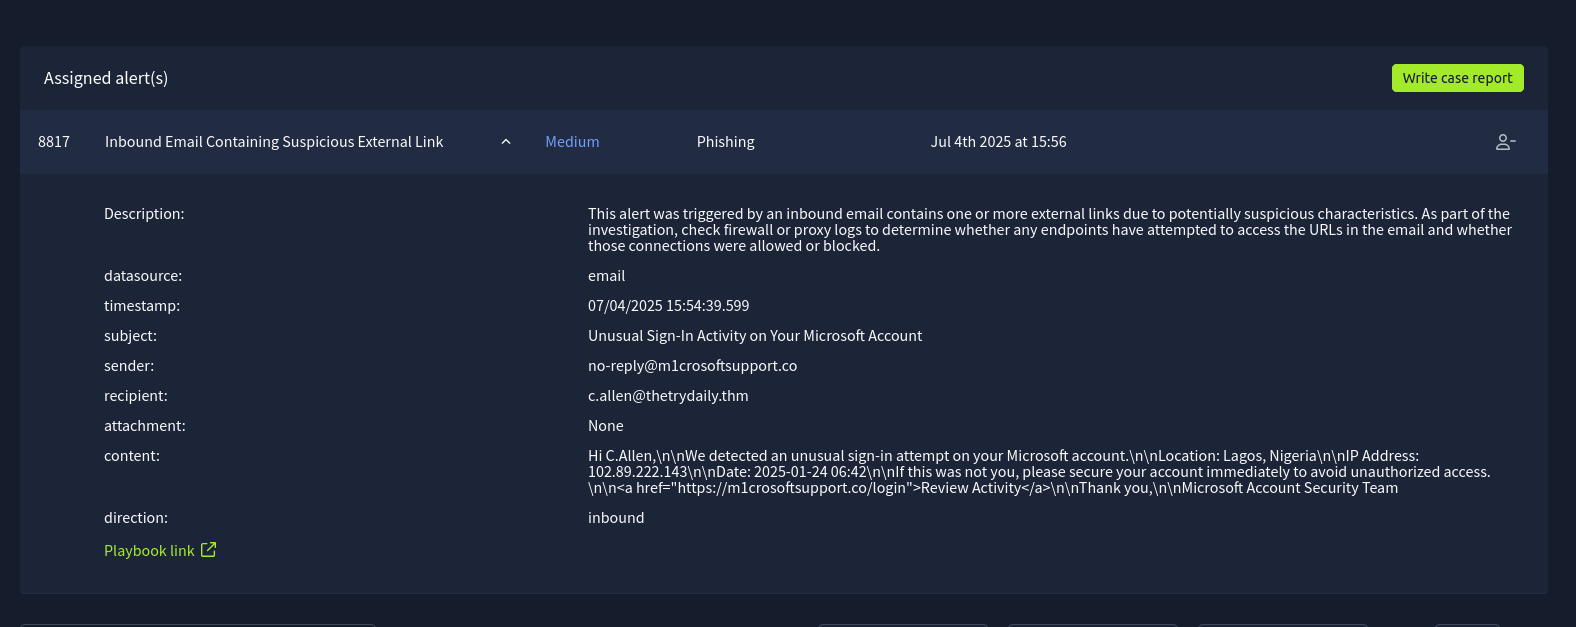 Assigned alert(s)
Write case report
8817 Inbound Email Containing Suspicious External Link Medium Phishing Jul 4th 2025 at 15:56
Description: This alert was triggered by an inbound email contains one or more external links due to potentially suspicious characteristics. As part of the
investigation, check firewall or proxy logs to determine whether any endpoints have attempted to access the URLs in the email and whether
those connections were allowed or blocked.
datasource: email
timestamp: 07/04/2025 15:54:39.599
subject: Unusual Sign-In Activity on Your Microsoft Account
sender: no-reply@m1crosoftsupport.co
recipient: c.allen@thetrydaily.thm
attachment: None
content: Hi C.Allen,\n\nWe detected an unusual sign-in attempt on your Microsoft account.\n\nLocation: Lagos, Nigeria\n\nIP Address:
102.89.222.143\n\nDate: 2025-01-24 06:42\n\nIf this was not you, please secure your account immediately to avoid unauthorized access.
\n\n<a href="https://m1crosoftsupport.co/login">Review Activity</a>\n\nThank you,\n\nMicrosoft Account Security Team
direction: inbound
Playbook link